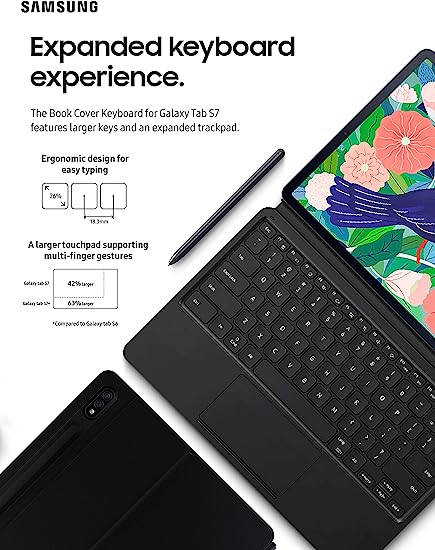 SAMSUNG
Expanded keyboard
experience.
The Book Cover Keyboard for Galaxy Tab S7
features larger keys and an expanded trackpad.
Ergonomic design for
easy typing
26%
18.3mm
A larger touchpad supporting
multi-finger gestures
Galaxy tab S7
42% larger
Galaxy tab S7+
63% larger
*Compared to Galaxy tab S6